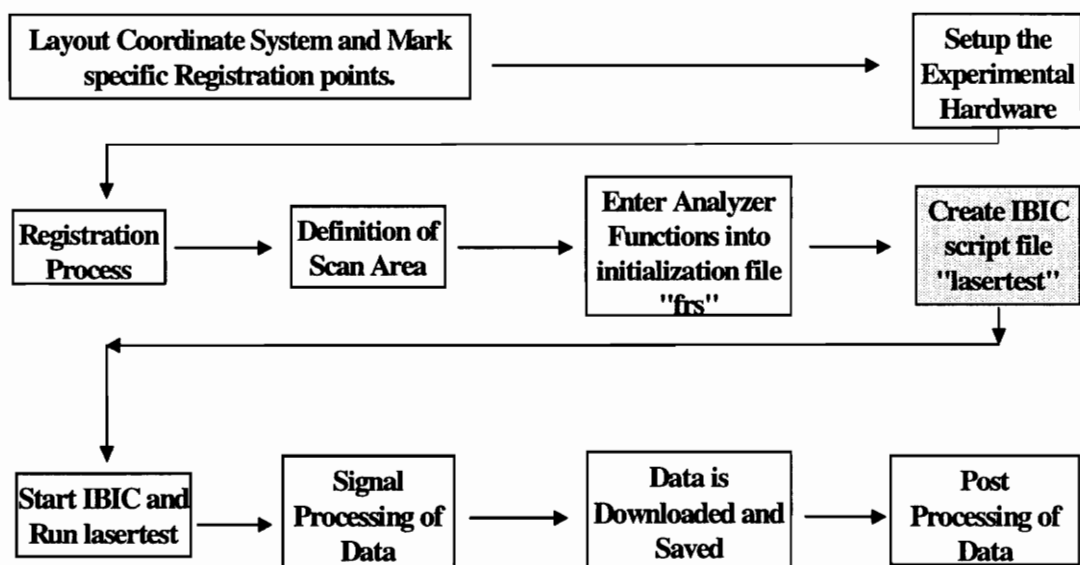 Layout Coordinate System and Mark
specific Registration points.
Setup the
Experimental
Hardware
Registration
Process
Definition of
Scan Area
Enter Analyzer
Functions into
initialization file
"frs"
Create IBIC
script file
"lasertest"
Start IBIC and
Run lasertest
Signal
Processing of
Data
Data is
Downloaded and
Saved
Post
Processing of
Data